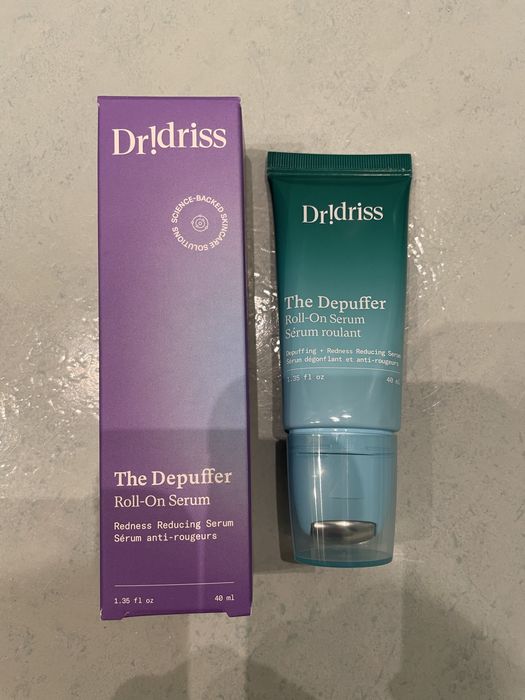 Dr!driss
SCIENCE-BACKED SKINCARE SOLUTIONS
The Depuffer
Roll-On Serum
Redness Reducing Serum
Sérum anti-rougeurs
1.35 fl oz 40 ml
Dr!driss
The Depuffer
Roll-On Serum
Sérum roulant
Depuffing + Redness Reducing Serum
Sérum dégonflant et anti-rougeurs
1.35 fl oz 40 ml